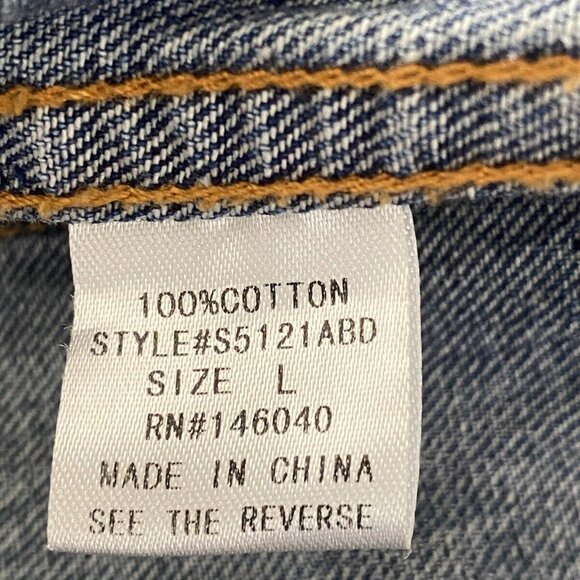 100%COTTON
STYLE#S5121ABD
SIZE L
RN#146040
MADE IN CHINA
SEE THE REVERSE